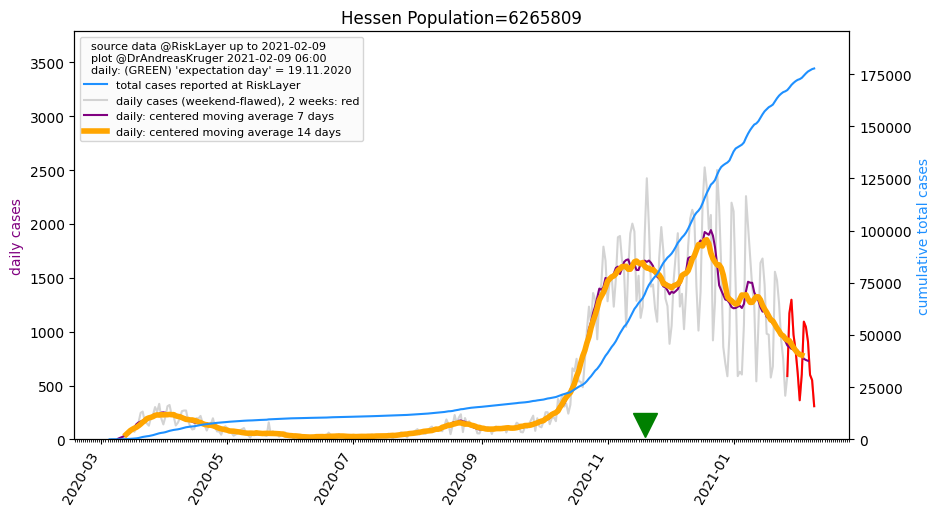 Hessen Population=6265809
source data @RiskLayer up to 2021-02-09
plot @DrAndreasKruger 2021-02-09 06:00
daily: (GREEN) 'expectation day' = 19.11.2020
total cases reported at RiskLayer
daily cases (weekend-flawed), 2 weeks: red
daily: centered moving average 7 days
daily: centered moving average 14 days
daily cases
3500
3000
2500
2000
1500
1000
500
0
175000
150000
125000
100000
75000
50000
25000
0
cumulative total cases
2020-03
2020-05
2020-07
2020-09
2020-11
2021-01